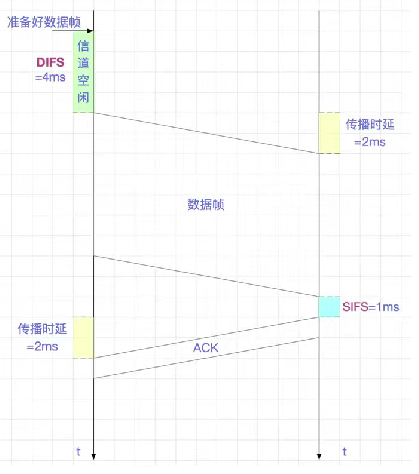 准备好数据帧
DIFS
=4ms
信
道
空
闲
传播时延
=2ms
数据帧
SIFS=1ms
传播时延
=2ms
ACK
t
t